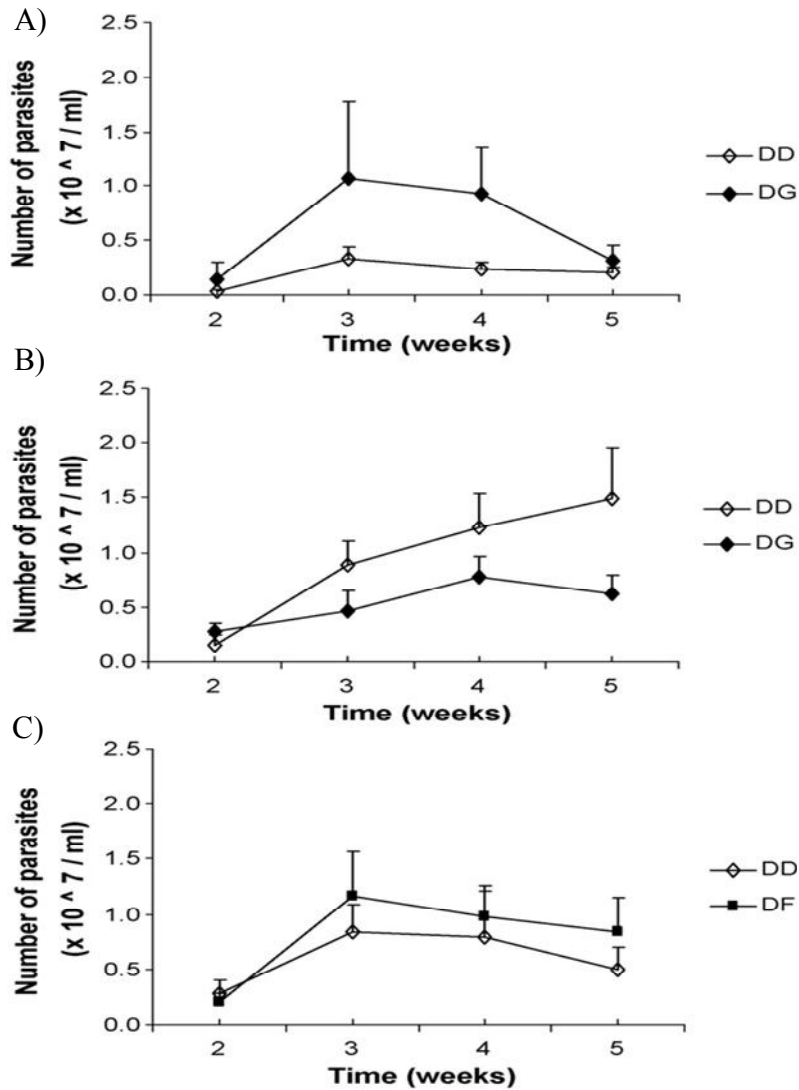 A)
Number of parasites
(x 10 ^ 7 / ml)
2.5
2.0
1.5
1.0
0.5
0.0
2 3 4 5
Time (weeks)
DD
DG
B)
Number of parasites
(x 10 ^ 7 / ml)
2.5
2.0
1.5
1.0
0.5
0.0
2 3 4 5
Time (weeks)
DD
DG
C)
Number of parasites
(x 10 ^ 7 / ml)
2.5
2.0
1.5
1.0
0.5
0.0
2 3 4 5
Time (weeks)
DD
DF